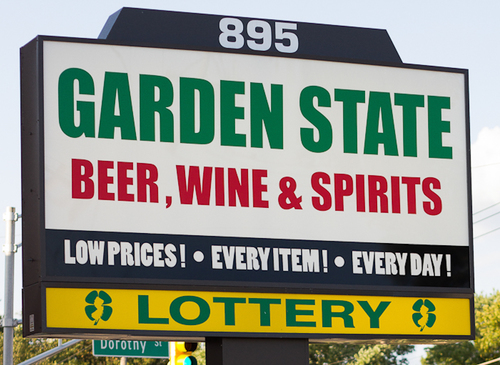 895
GARDEN STATE
BEER, WINE & SPIRITS
LOW PRICES! • EVERY ITEM! • EVERY DAY!
LOTTERY
Dorothy ST